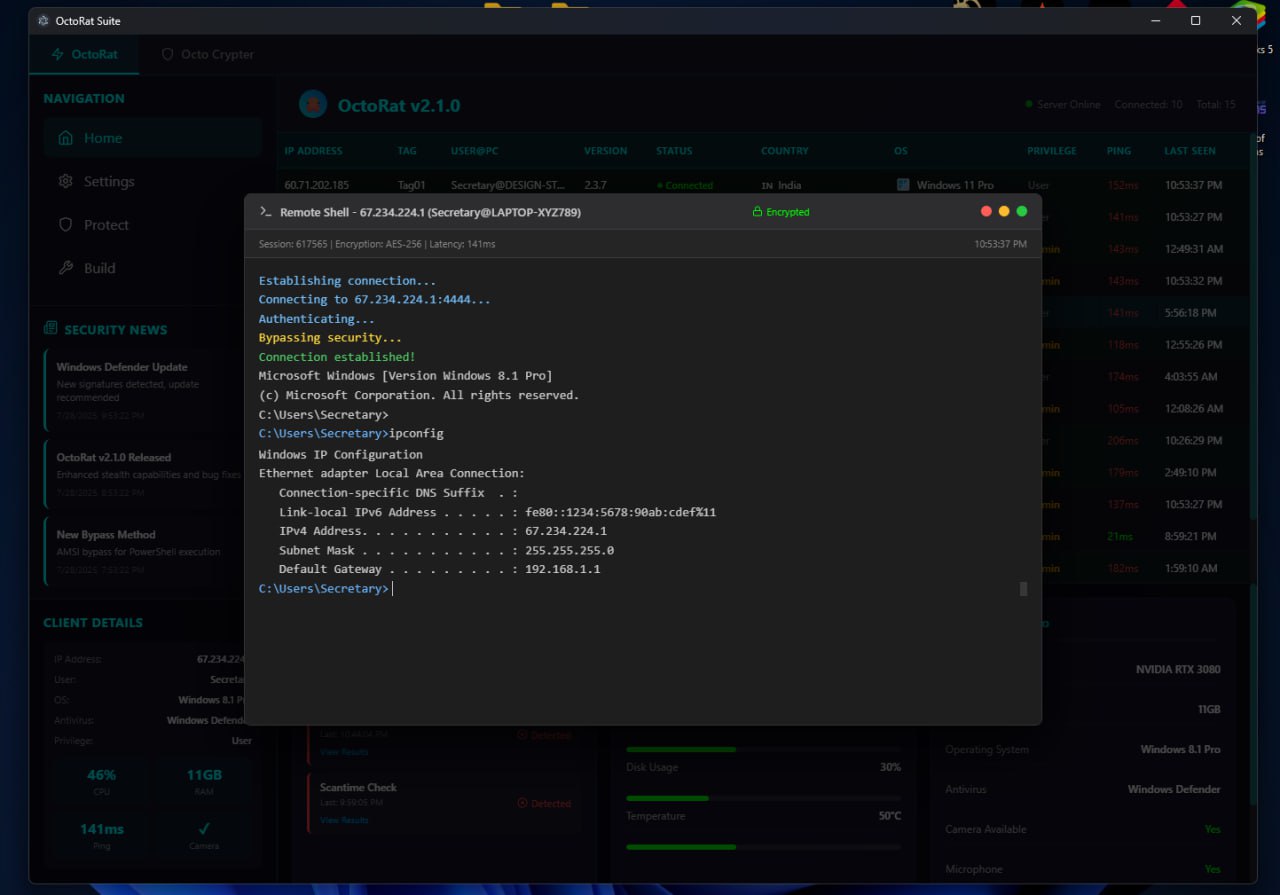 OctoRat Suite
OctoRat
Octo Crypter
NAVIGATION
Home
Settings
Protect
Build
SECURITY NEWS
Windows Defender Update
New signatures detected, update
recommended
7/28/2025, 9:53:22 PM
OctoRat v2.1.0 Released
Enhanced stealth capabilities and bug fixes
7/28/2025, 8:53:22 PM
New Bypass Method
AMSI bypass for PowerShell execution
7/28/2025, 7:53:22 PM
CLIENT DETAILS
IP Address: 67.234.224
User: Secreta
OS: Windows 8.1 P
Antivirus: Windows Defend
Privilege: User
46%
CPU
11GB
RAM
141ms
Ping
✓
Camera
OctoRat v2.1.0
Server Online Connected: 10 Total: 15
IP ADDRESS TAG USER@PC VERSION STATUS COUNTRY OS PRIVILEGE PING LAST SEEN
60.71.202.185 Tag01 Secretary@DESIGN-ST... 2.3.7 Connected IN India Windows 11 Pro User 152ms 10:53:37 PM
er 141ms 10:53:27 PM
min 143ms 12:49:31 AM
min 143ms 10:53:32 PM
er 141ms 5:56:18 PM
min 118ms 12:55:26 PM
er 174ms 4:03:55 AM
min 105ms 12:08:26 AM
er 206ms 10:26:29 PM
min 179ms 2:49:10 PM
min 137ms 10:53:27 PM
min 21ms 8:59:21 PM
min 182ms 1:59:10 AM
>_ Remote Shell - 67.234.224.1 (Secretary@LAPTOP-XYZ789)
Encrypted
Session: 617565 | Encryption: AES-256 | Latency: 141ms
10:53:37 PM
Establishing connection...
Connecting to 67.234.224.1:4444...
Authenticating...
Bypassing security...
Connection established!
Microsoft Windows [Version Windows 8.1 Pro]
(c) Microsoft Corporation. All rights reserved.
C:\Users\Secretary>
C:\Users\Secretary>ipconfig
Windows IP Configuration
Ethernet adapter Local Area Connection:
Connection-specific DNS Suffix . :
Link-local IPv6 Address . . . . . : fe80::1234:5678:90ab:cdef%11
IPv4 Address. . . . . . . . . . . : 67.234.224.1
Subnet Mask . . . . . . . . . . . : 255.255.255.0
Default Gateway . . . . . . . . . : 192.168.1.1
C:\Users\Secretary>
Last: 10:44:04 PM
Detected
View Results
Scantime Check
Last: 9:59:05 PM
Detected
View Results
Disk Usage 30%
Temperature 50°C
NVIDIA RTX 3080
11GB
Operating System Windows 8.1 Pro
Antivirus Windows Defender
Camera Available Yes
Microphone Yes
ks 5
of